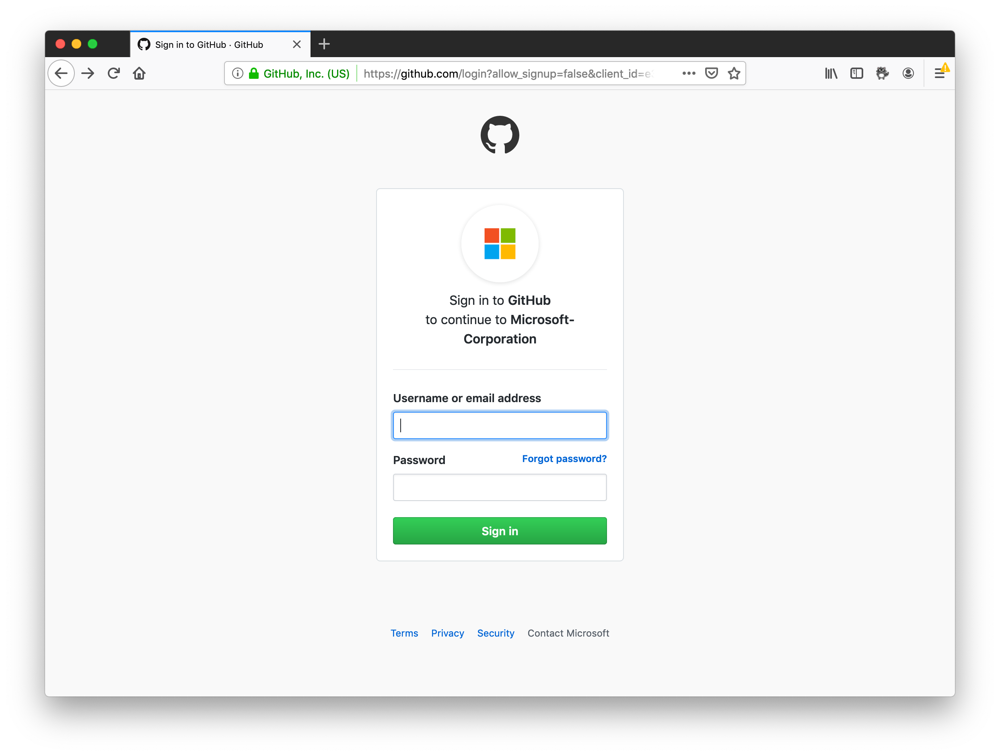 Sign in to GitHub · GitHub
GitHub, Inc. (US) https://github.com/login?allow_signup=false&client_id=e
Sign in to GitHub
to continue to Microsoft-
Corporation
Username or email address
Password Forgot password?
Sign in
Terms Privacy Security Contact Microsoft